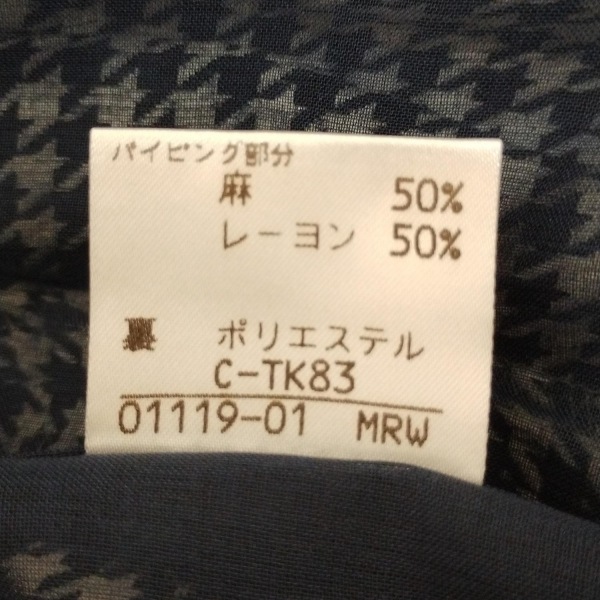 パイピング部分
麻 50%
レーヨン 50%
裏 ポリエステル
C-TK83
01119-01 MRW